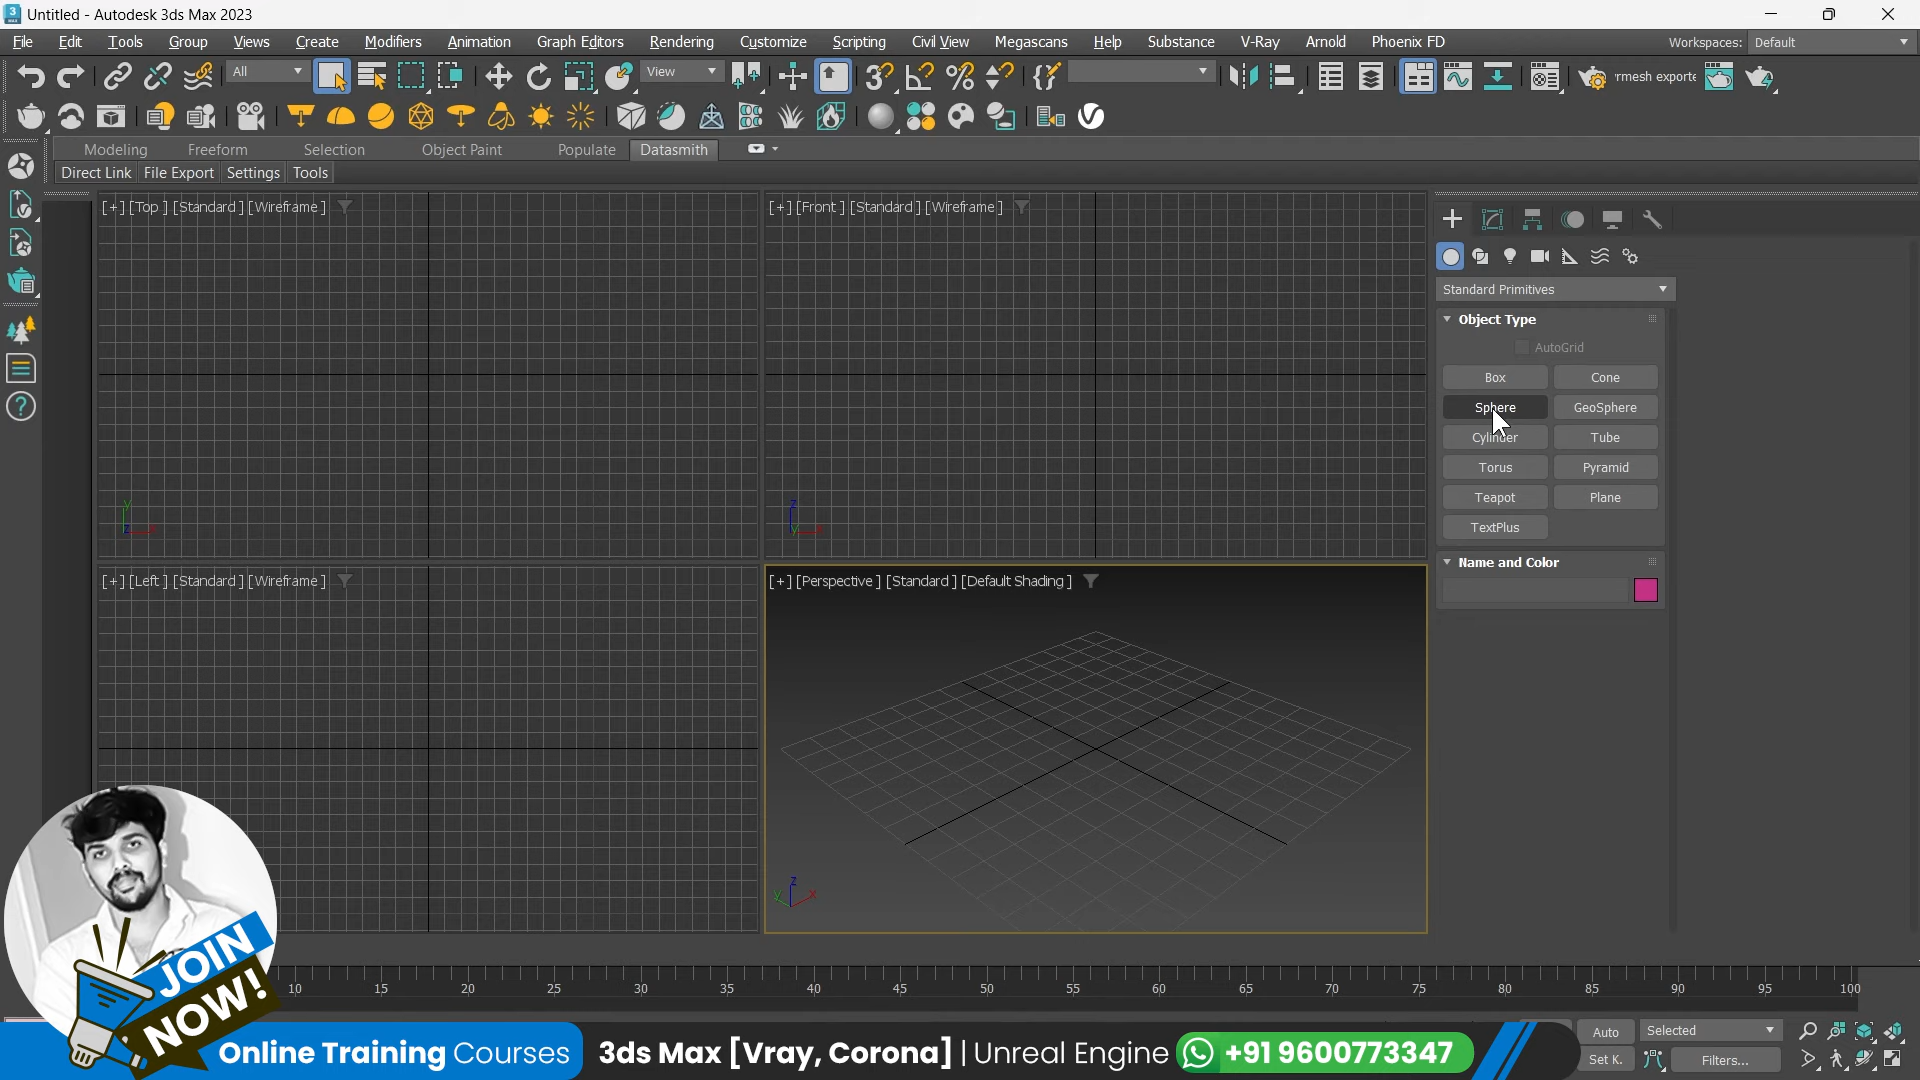 Untitled - Autodesk 3ds Max 2023
File Edit Tools Group Views Create Modifiers Animation Graph Editors Rendering Customize Scripting Civil View Megascans Help Substance V-Ray Arnold Phoenix FD Workspaces: Default
All View rmesh exporte
Modeling Freeform Selection Object Paint Populate Datasmith
Direct Link File Export Settings Tools
[+] [Top] [Standard] [Wireframe]
[+] [Front] [Standard] [Wireframe]
Standard Primitives
Object Type
AutoGrid
Box Cone
Sphere GeoSphere
Cylinder Tube
Torus Pyramid
Teapot Plane
TextPlus
Name and Color
y
z x
z
y x
[+] [Left] [Standard] [Wireframe]
[+] [Perspective] [Standard] [Default Shading]
z
y x
10 15 20 25 30 35 40 45 50 55 60 65 70 75 80 85 90 95 100
JOIN
NOW!
Online Training Courses
3ds Max [Vray, Corona] | Unreal Engine
+91 9600773347
Auto Selected
Set K. Filters...